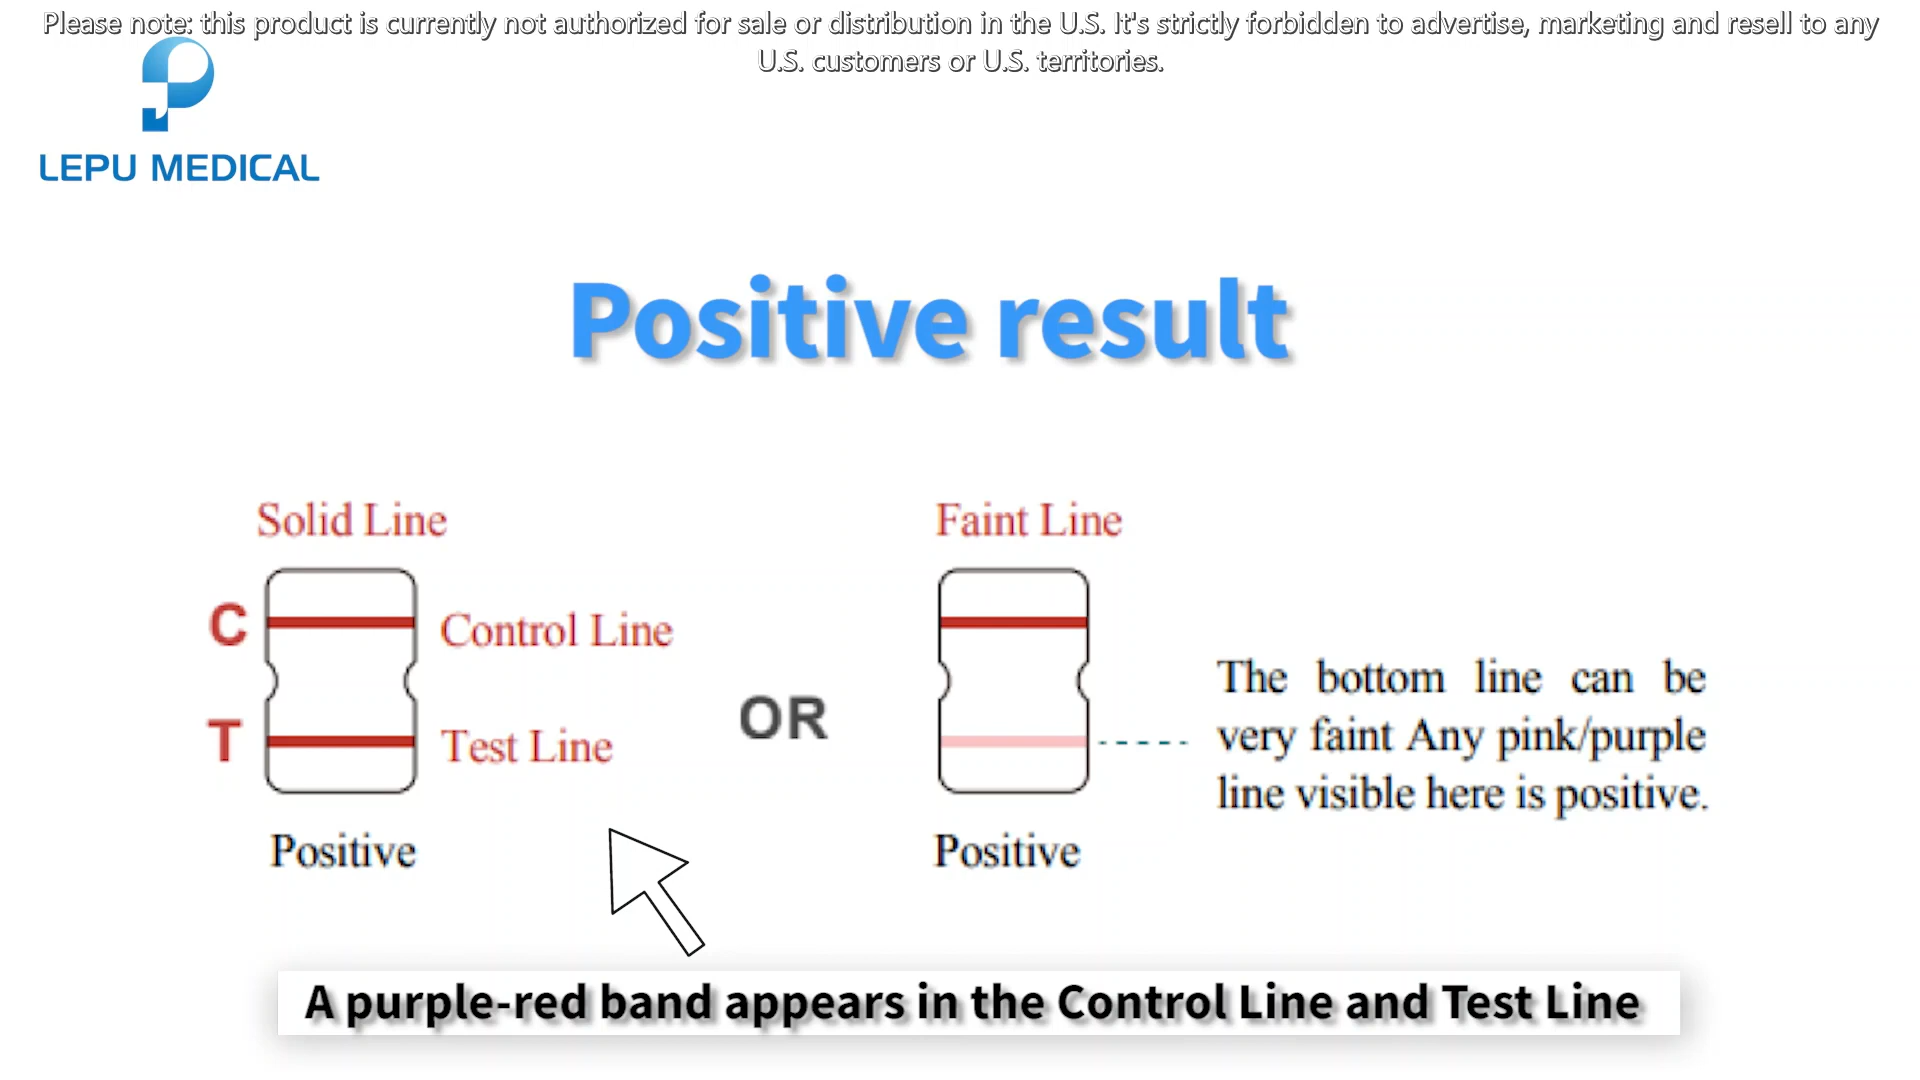 Please note: this product is currently not authorized for sale or distribution in the U.S. It's strictly forbidden to advertise, marketing and resell to any
U.S. customers or U.S. territories.
LEPU MEDICAL
Positive result
Solid Line
Faint Line
C
Control Line
T
Test Line
OR
The bottom line can be
very faint Any pink/purple
line visible here is positive.
Positive
Positive
A purple-red band appears in the Control Line and Test Line